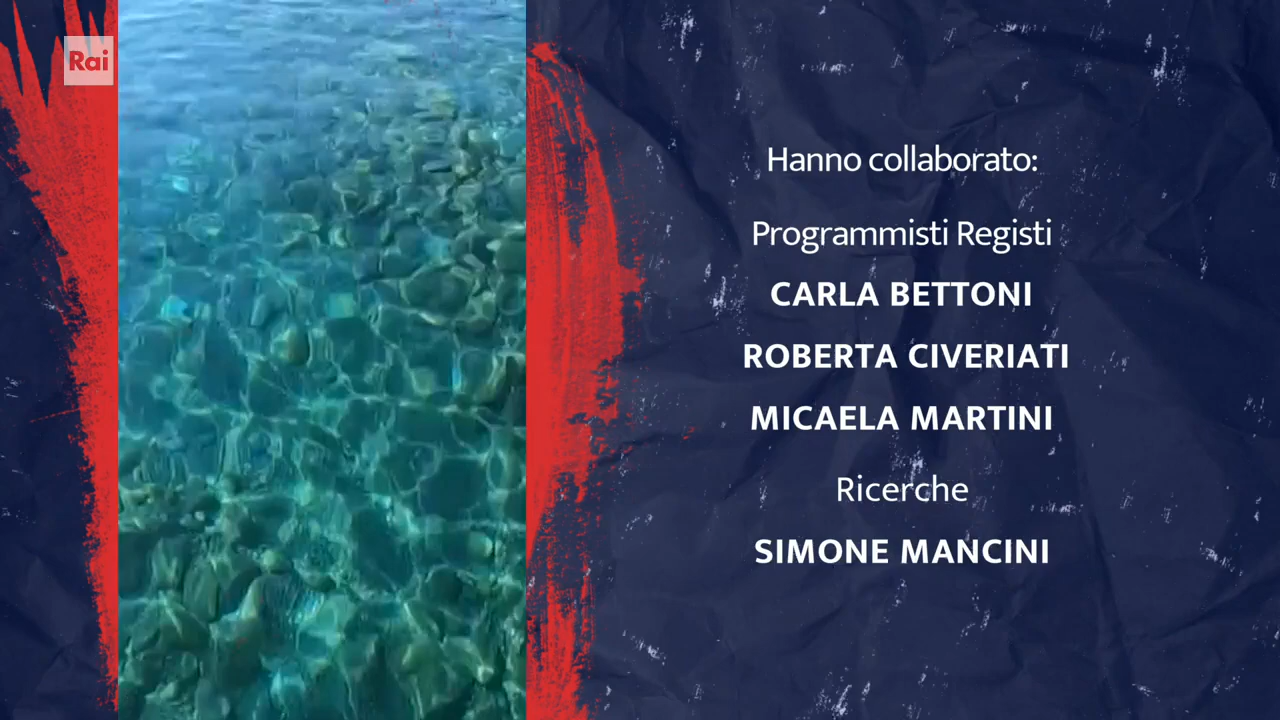 Rai
Hanno collaborato:
Programmisti Registi
CARLA BETTONI
ROBERTA CIVERIATI
MICAELA MARTINI
Ricerche
SIMONE MANCINI